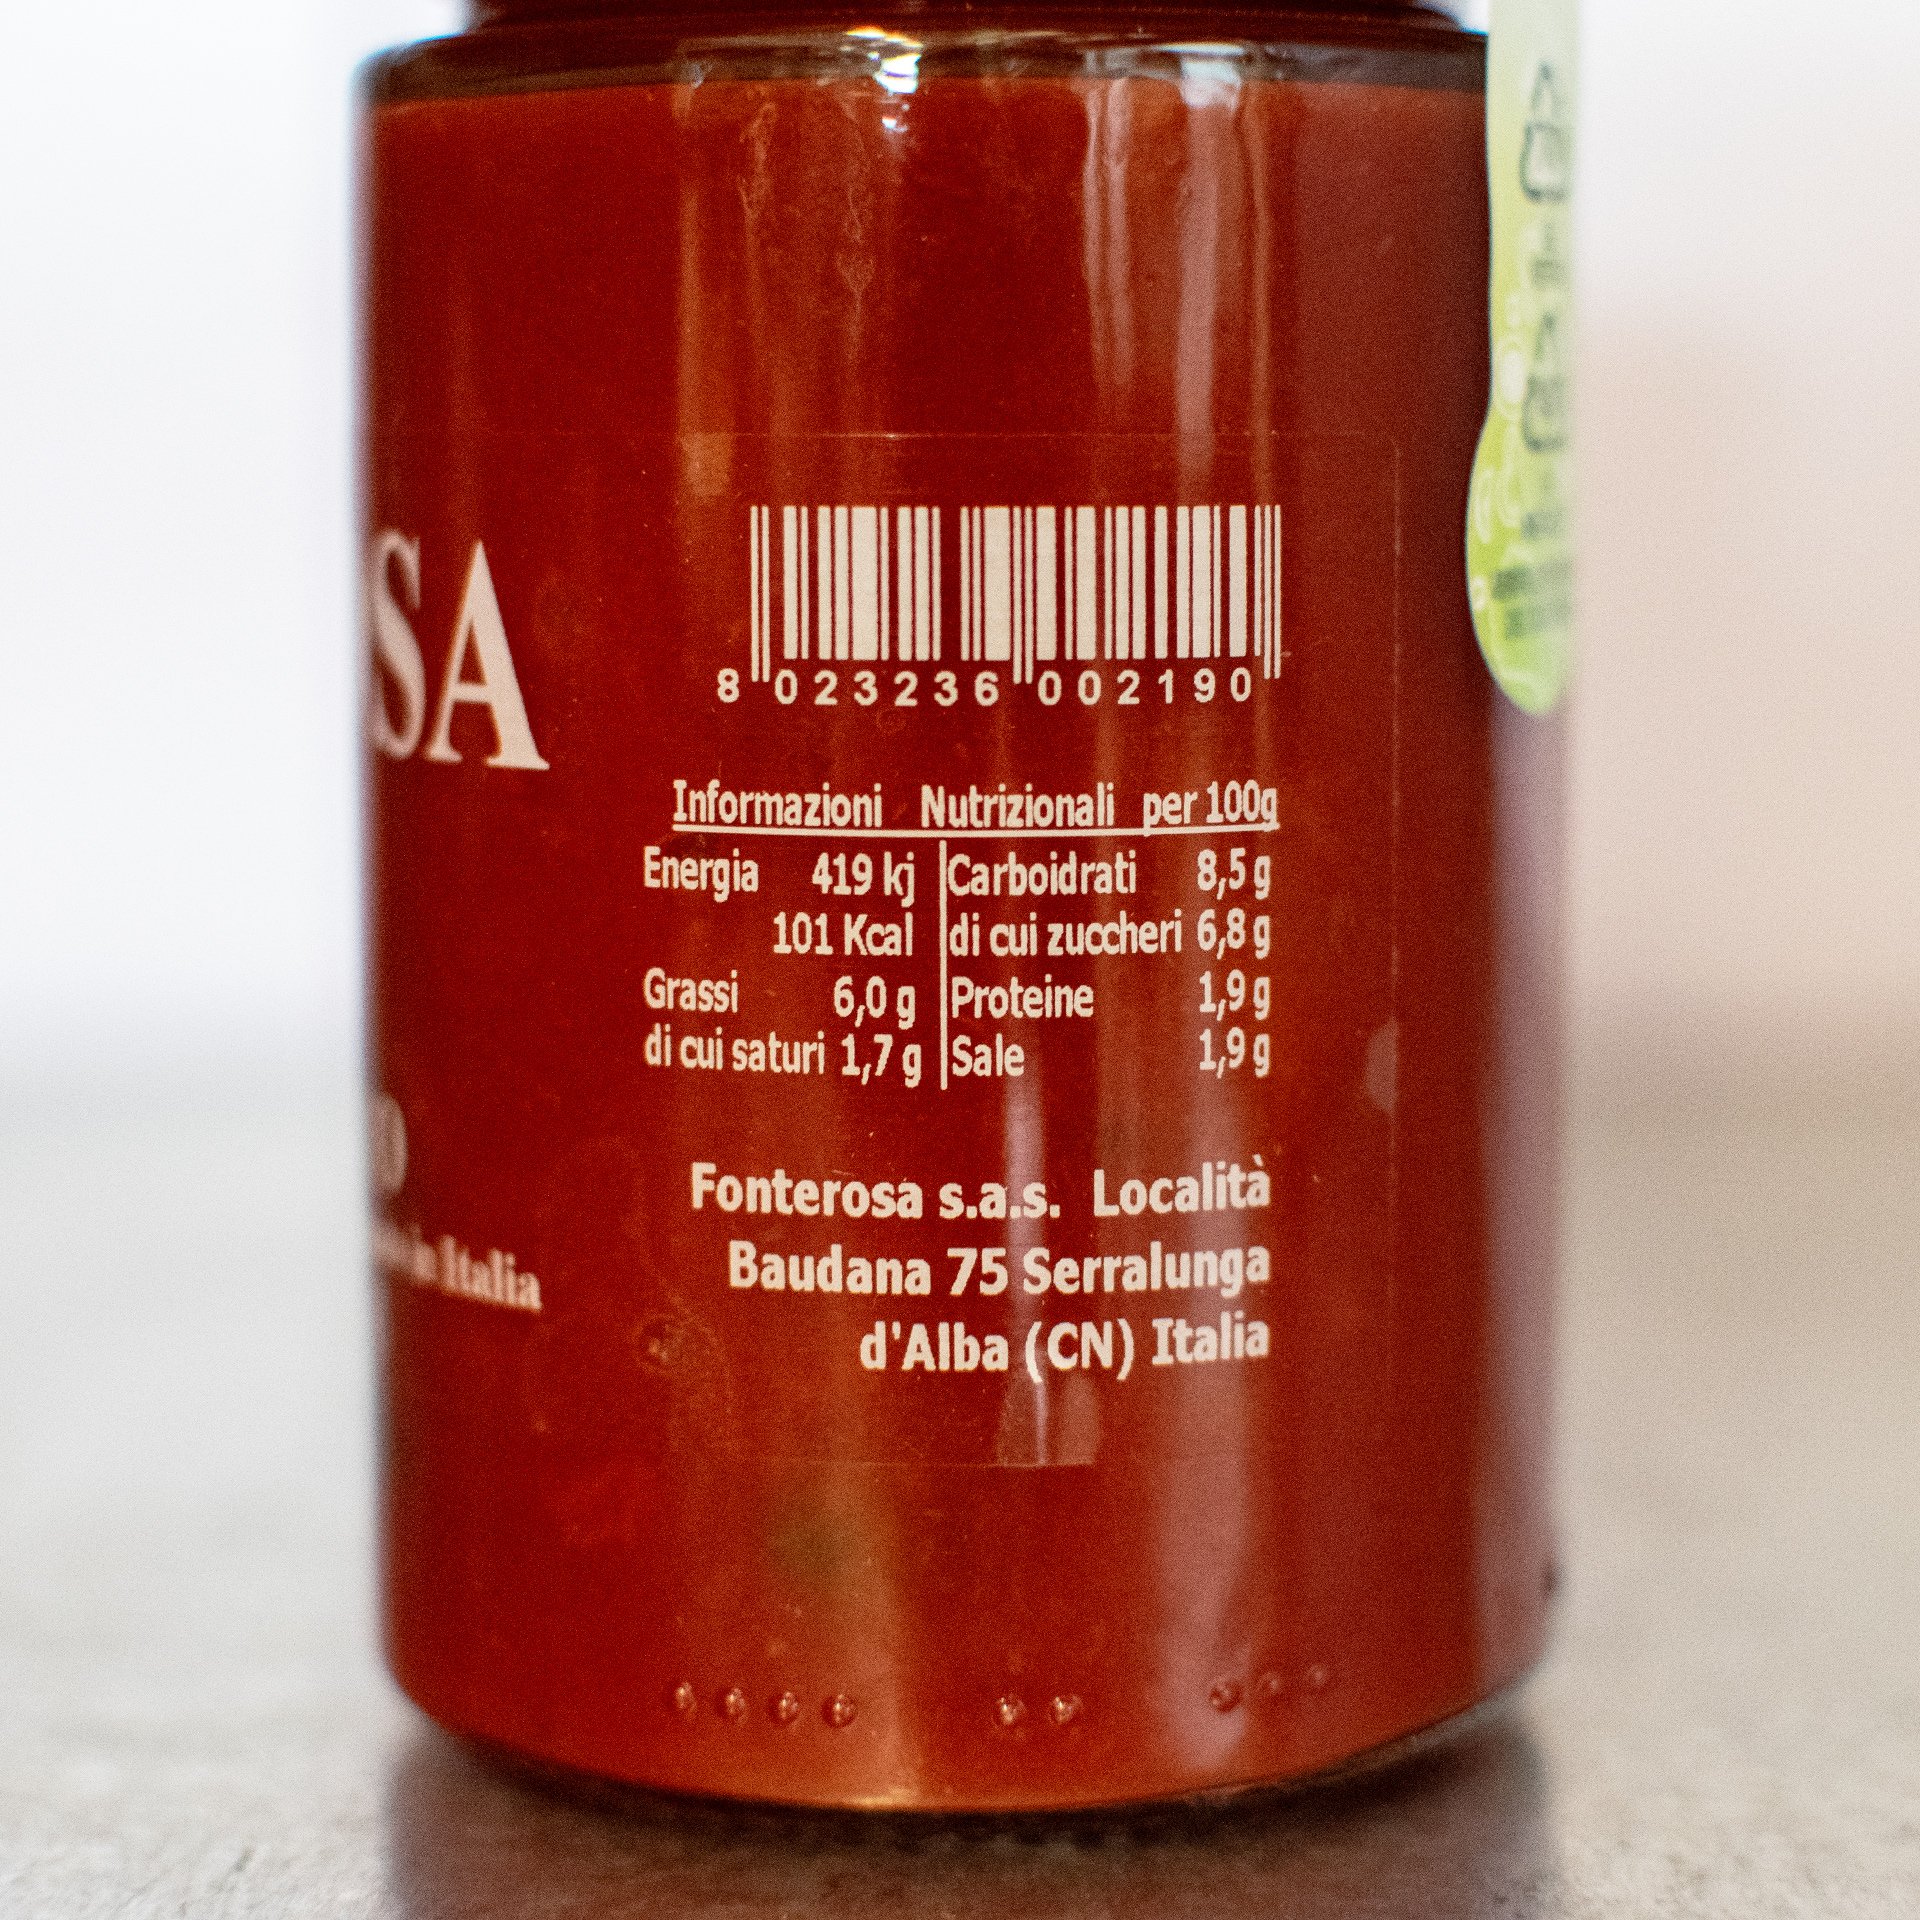 SA
8 023236 002190
Informazioni Nutrizionali per 100g
Energia 419 kj Carboidrati 8,5 g
101 Kcal di cui zuccheri 6,8 g
Grassi 6,0 g Proteine 1,9 g
di cui saturi 1,7 g Sale 1,9 g
Italia
Fonterosa s.a.s. Località
Baudana 75 Serralunga
d'Alba (CN) Italia